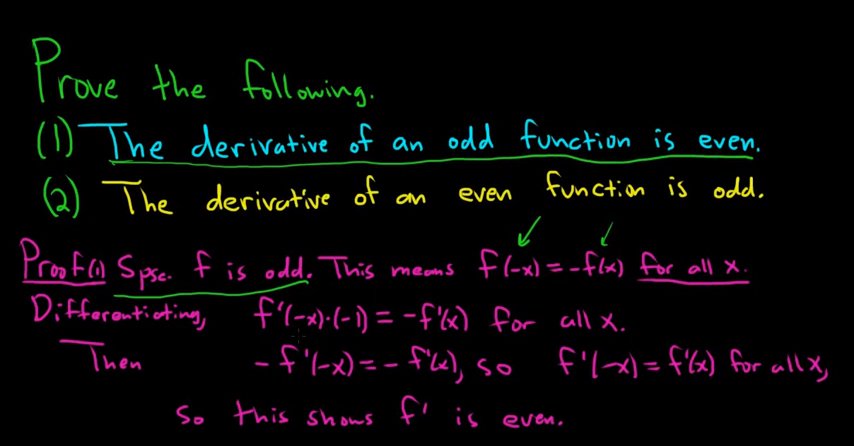 Prove the following.
(1) The derivative of an odd function is even.
(2) The derivative of an even function is odd.
Proof(1) Spse. f is odd. This means f(-x) = -f(x) for all x.
Differentiating, f'(-x)·(-1) = -f'(x) for all x.
Then -f'(-x) = -f'(x), so f'(-x) = f'(x) for all x,
so this shows f' is even.